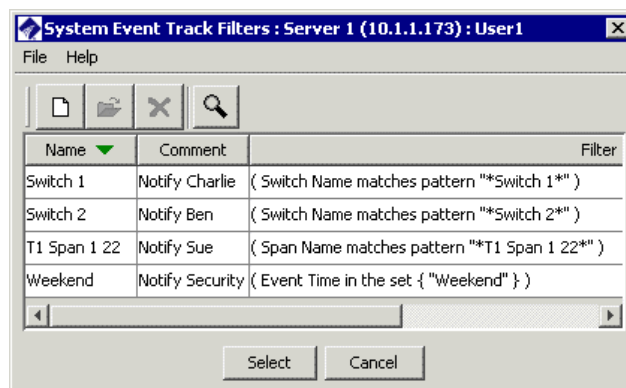 System Event Track Filters : Server 1 (10.1.1.173) : User1
File Help
Name Comment Filter
Switch 1 Notify Charlie ( Switch Name matches pattern "*Switch 1*" )
Switch 2 Notify Ben ( Switch Name matches pattern "*Switch 2*" )
T1 Span 1 22 Notify Sue ( Span Name matches pattern "*T1 Span 1 22*" )
Weekend Notify Security ( Event Time in the set { "Weekend" } )
Select Cancel